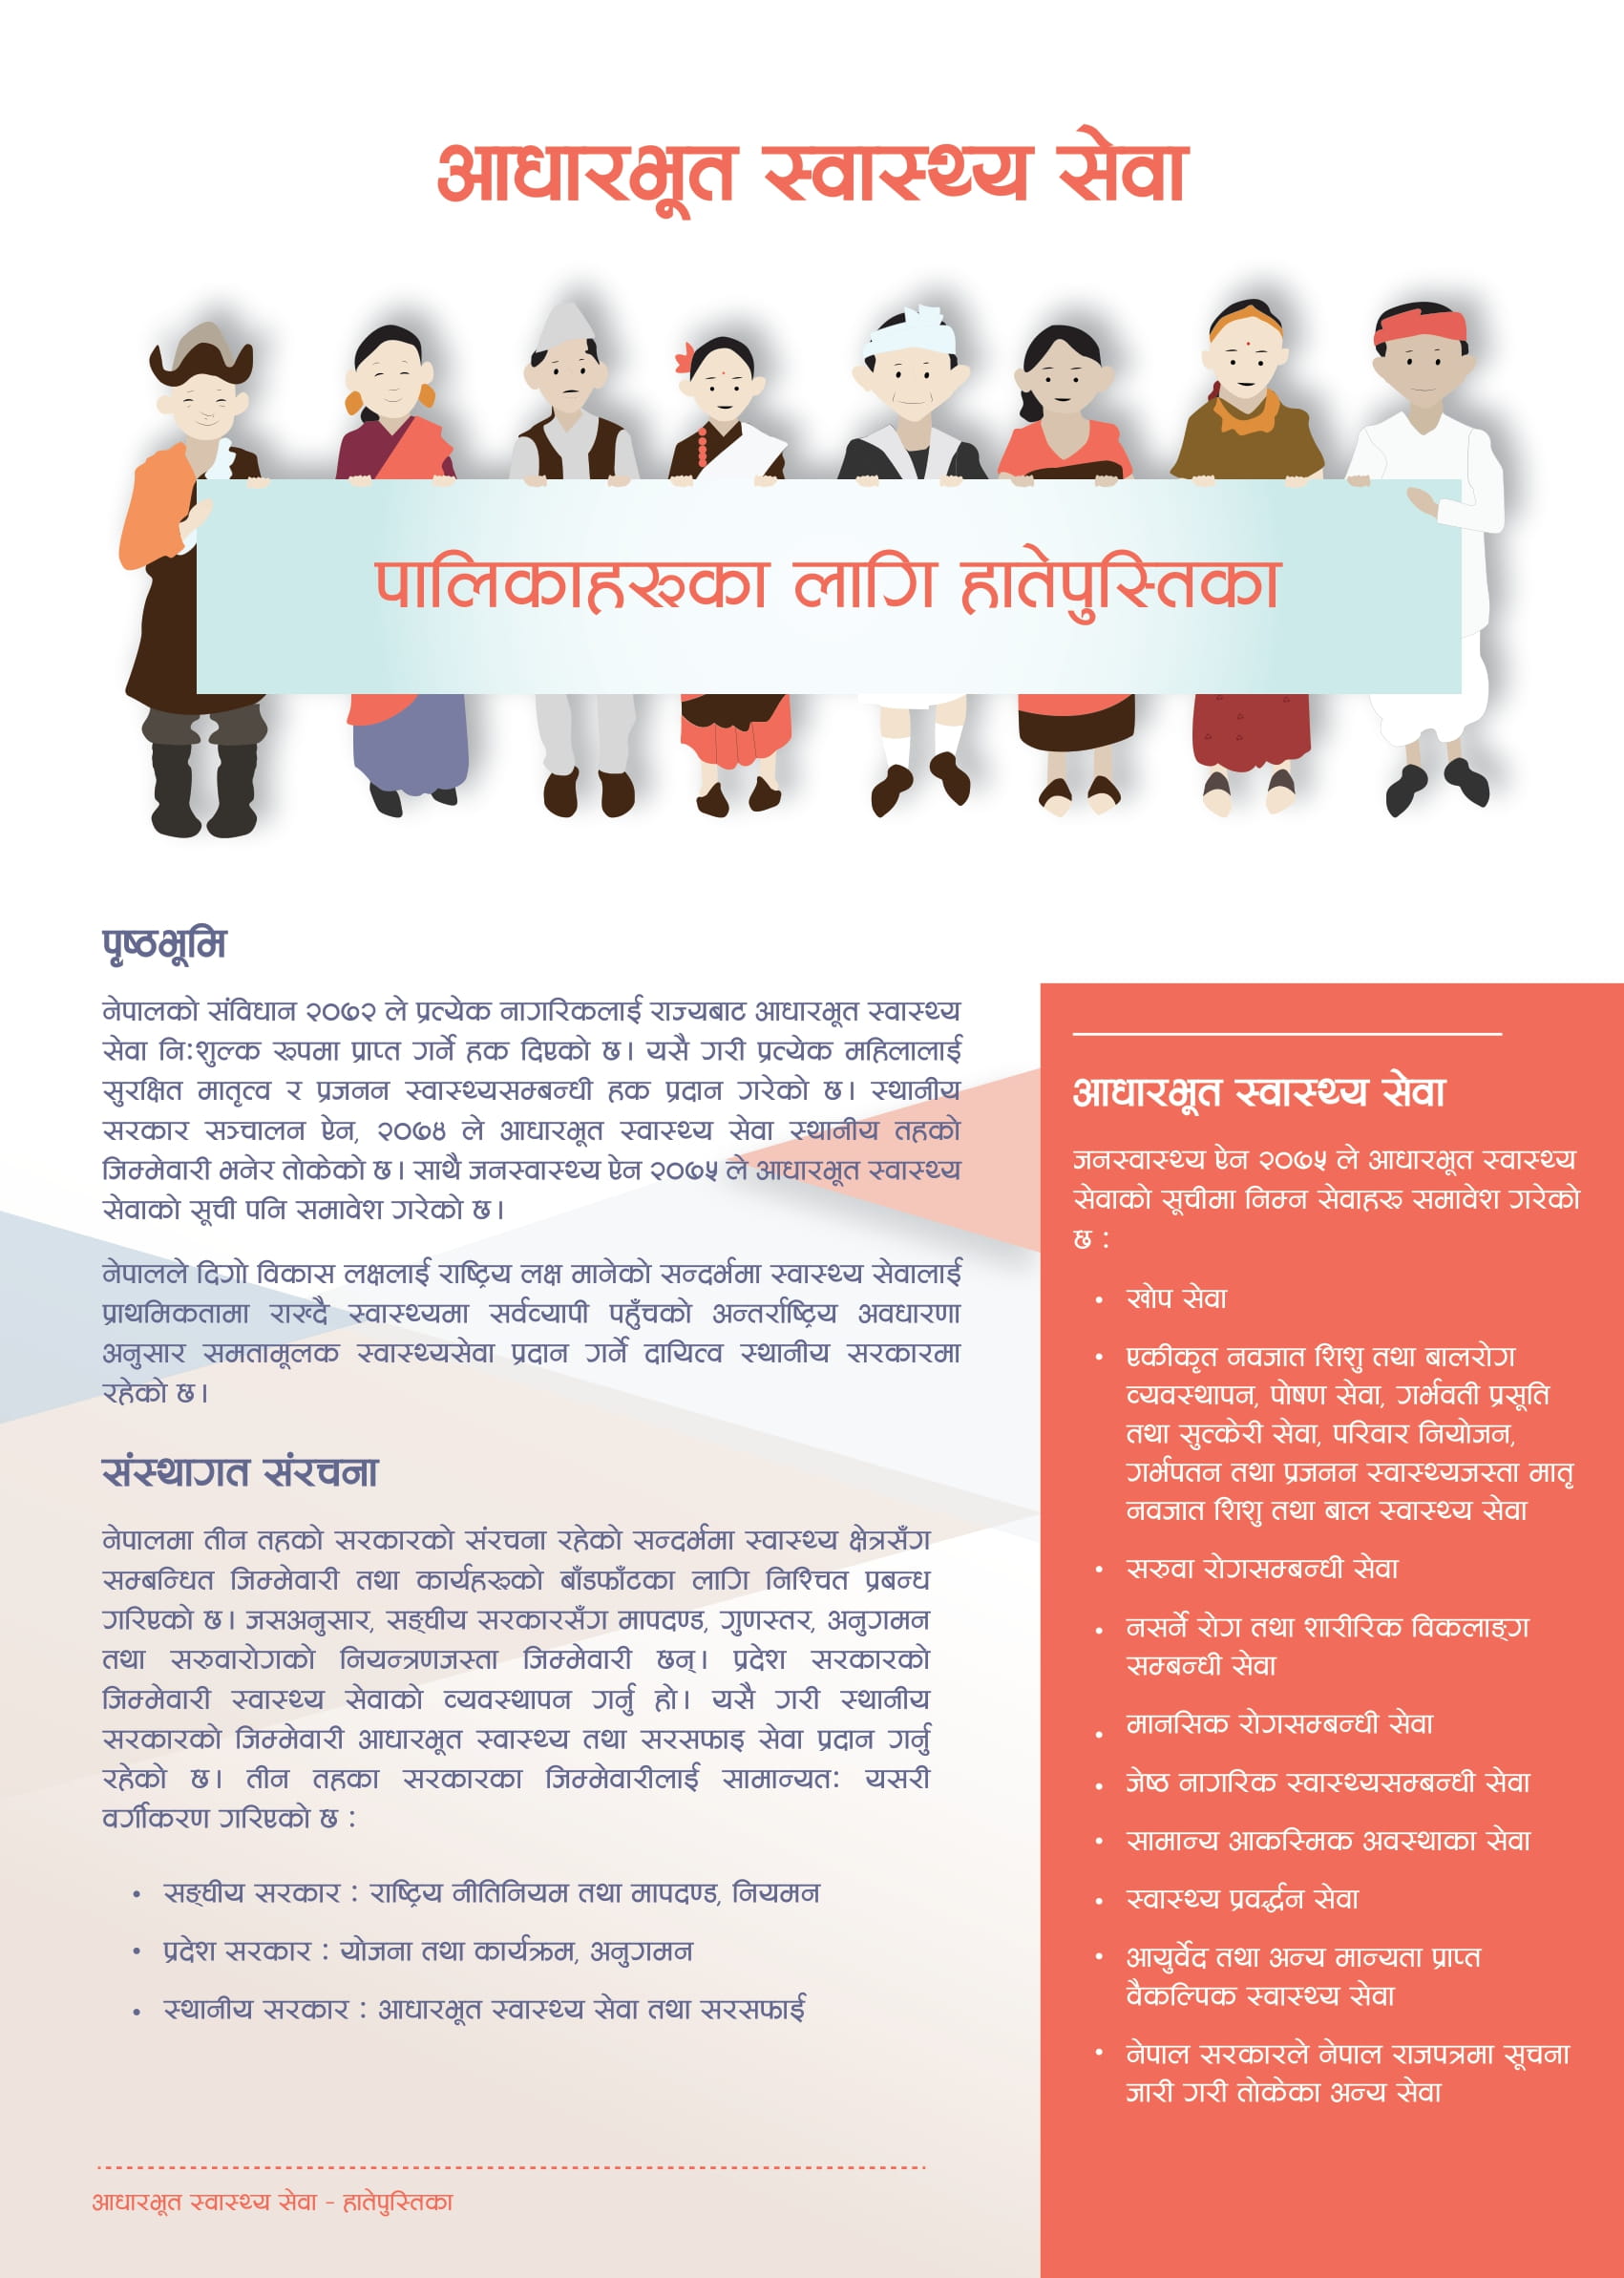 आधारभूत स्वास्थ्य सेवा
पालिकाहरुका लागि हातेपुस्तिका
पृष्ठभूमि
नेपालको संविधान २०७२ ले प्रत्येक नागरिकलाई राज्यबाट आधारभूत स्वास्थ्य
सेवा नि:शुल्क रुपमा प्राप्त गर्ने हक दिएको छ। यसै गरी प्रत्येक महिलालाई
सुरक्षित मातृत्व र प्रजनन स्वास्थ्यसम्बन्धी हक प्रदान गरेको छ। स्थानीय
सरकार सञ्चालन ऐन, २०७४ ले आधारभूत स्वास्थ्य सेवा स्थानीय तहको
जिम्मेवारी भनेर तोकेको छ। साथै जनस्वास्थ्य ऐन २०७५ ले आधारभूत स्वास्थ्य
सेवाको सूची पनि समावेश गरेको छ।
नेपालले दिगो विकास लक्षलाई राष्ट्रिय लक्ष मानेको सन्दर्भमा स्वास्थ्य सेवालाई
प्राथमिकतामा राख्दै स्वास्थ्यमा सर्वव्यापी पहुँचको अन्तर्राष्ट्रिय अवधारणा
अनुसार समतामूलक स्वास्थ्यसेवा प्रदान गर्ने दायित्व स्थानीय सरकारमा
रहेको छ।
संस्थागत संरचना
नेपालमा तीन तहको सरकारको संरचना रहेको सन्दर्भमा स्वास्थ्य क्षेत्रसँग
सम्बन्धित जिम्मेवारी तथा कार्यहरुको बाँडफाँटका लागि निश्चित प्रबन्ध
गरिएको छ। जसअनुसार, सङ्घीय सरकारसँग मापदण्ड, गुणस्तर, अनुगमन
तथा सरुवारोगको नियन्त्रणजस्ता जिम्मेवारी छन्। प्रदेश सरकारको
जिम्मेवारी स्वास्थ्य सेवाको व्यवस्थापन गर्नु हो। यसै गरी स्थानीय
सरकारको जिम्मेवारी आधारभूत स्वास्थ्य तथा सरसफाइ सेवा प्रदान गर्नु
रहेको छ। तीन तहका सरकारका जिम्मेवारीलाई सामान्यत: यसरी
वर्गीकरण गरिएको छ :
• सङ्घीय सरकार : राष्ट्रिय नीतिनियम तथा मापदण्ड, नियमन
• प्रदेश सरकार : योजना तथा कार्यक्रम, अनुगमन
• स्थानीय सरकार : आधारभूत स्वास्थ्य सेवा तथा सरसफाई
आधारभूत स्वास्थ्य सेवा
जनस्वास्थ्य ऐन २०७५ ले आधारभूत स्वास्थ्य
सेवाको सूचीमा निम्न सेवाहरु समावेश गरेको
छ :
• खोप सेवा
• एकीकृत नवजात शिशु तथा बालरोग
व्यवस्थापन, पोषण सेवा, गर्भवती प्रसूति
तथा सुत्केरी सेवा, परिवार नियोजन,
गर्भपतन तथा प्रजनन स्वास्थ्यजस्ता मातृ
नवजात शिशु तथा बाल स्वास्थ्य सेवा
• सरुवा रोगसम्बन्धी सेवा
• नसर्ने रोग तथा शारीरिक विकलाङ्ग
सम्बन्धी सेवा
• मानसिक रोगसम्बन्धी सेवा
• जेष्ठ नागरिक स्वास्थ्यसम्बन्धी सेवा
• सामान्य आकस्मिक अवस्थाका सेवा
• स्वास्थ्य प्रवर्द्धन सेवा
• आयुर्वेद तथा अन्य मान्यता प्राप्त
वैकल्पिक स्वास्थ्य सेवा
• नेपाल सरकारले नेपाल राजपत्रमा सूचना
जारी गरी तोकेका अन्य सेवा
आधारभूत स्वास्थ्य सेवा - हातेपुस्तिका